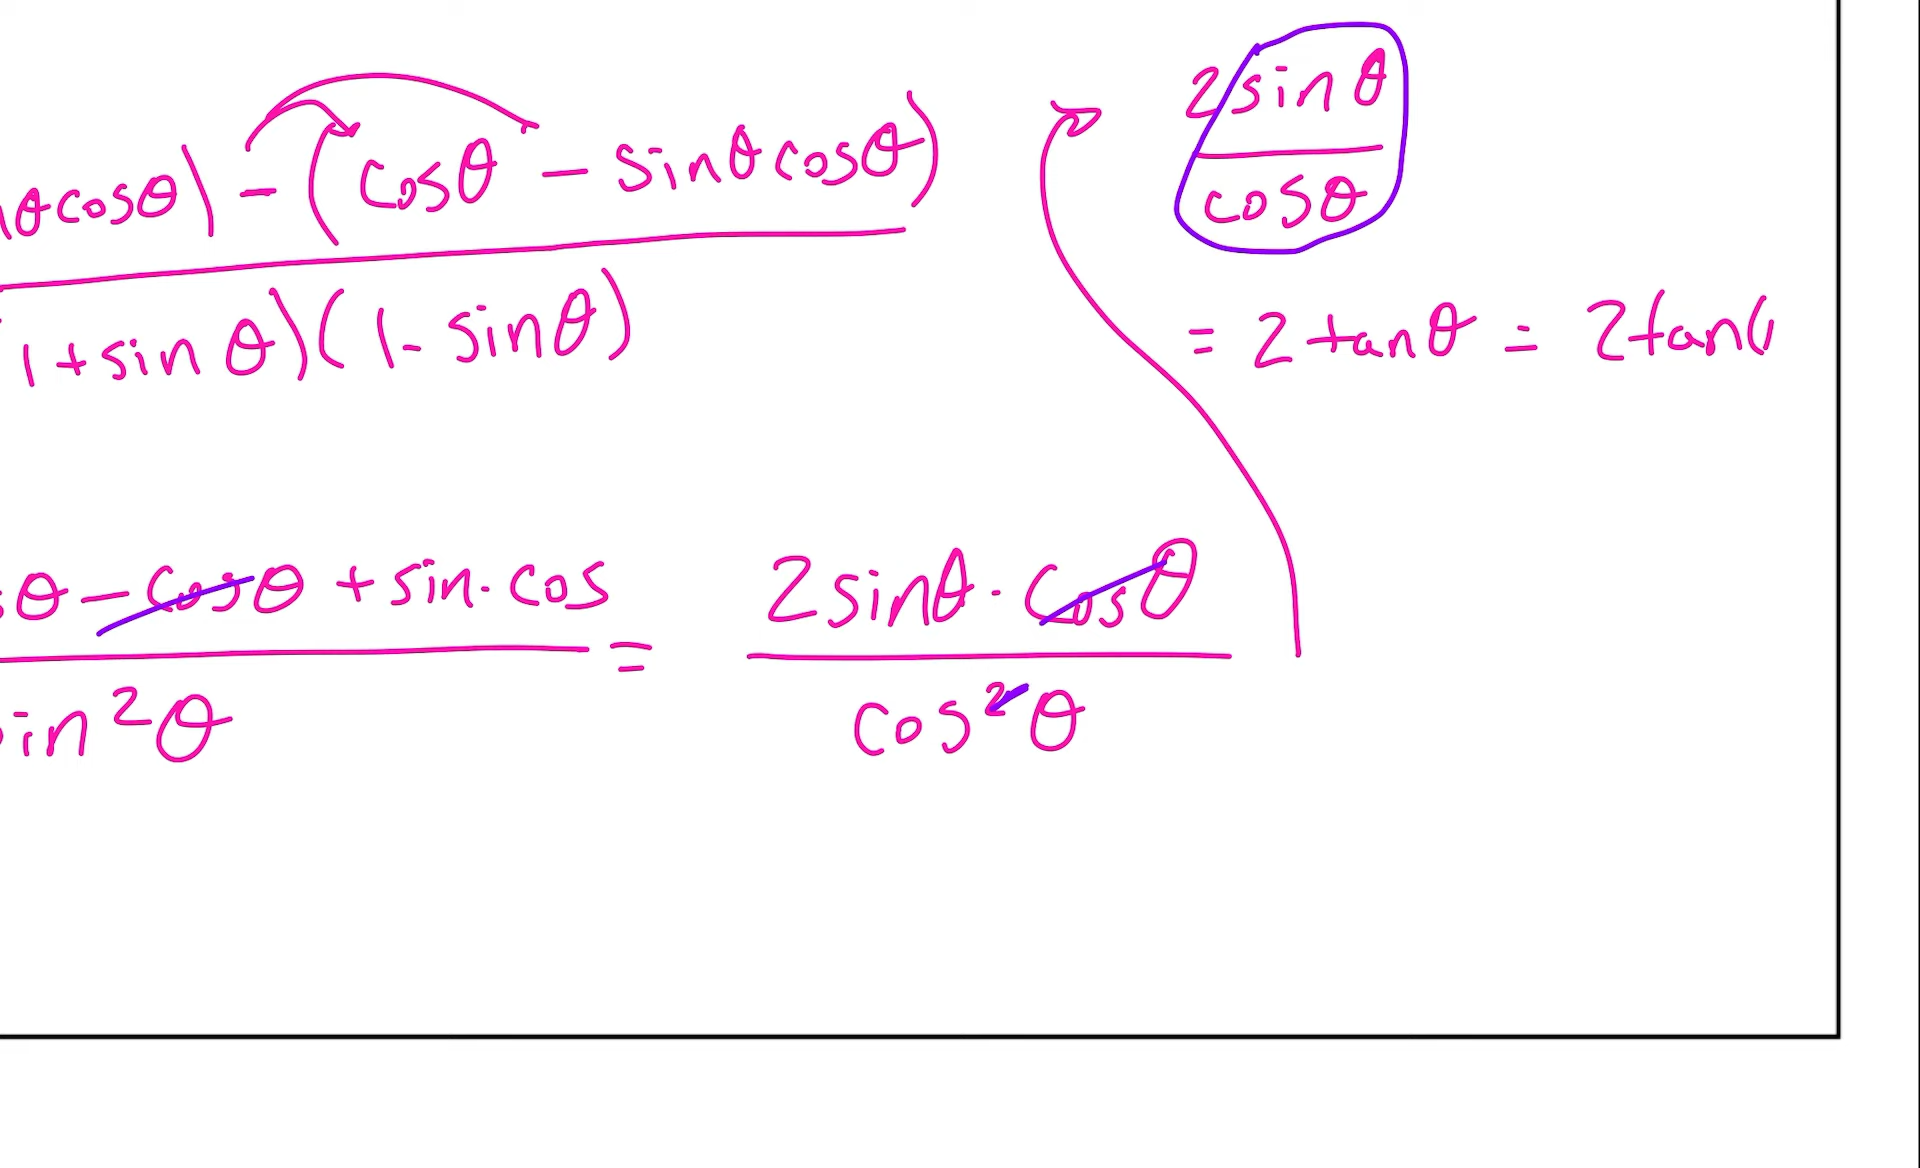 θcosθ) - (cosθ - sinθcosθ)
1+sinθ)(1-sinθ)
θ - cosθ + sin·cos = 2sinθ·cosθ
in²θ cos²θ
2sinθ
cosθ
= 2tanθ = 2tan(